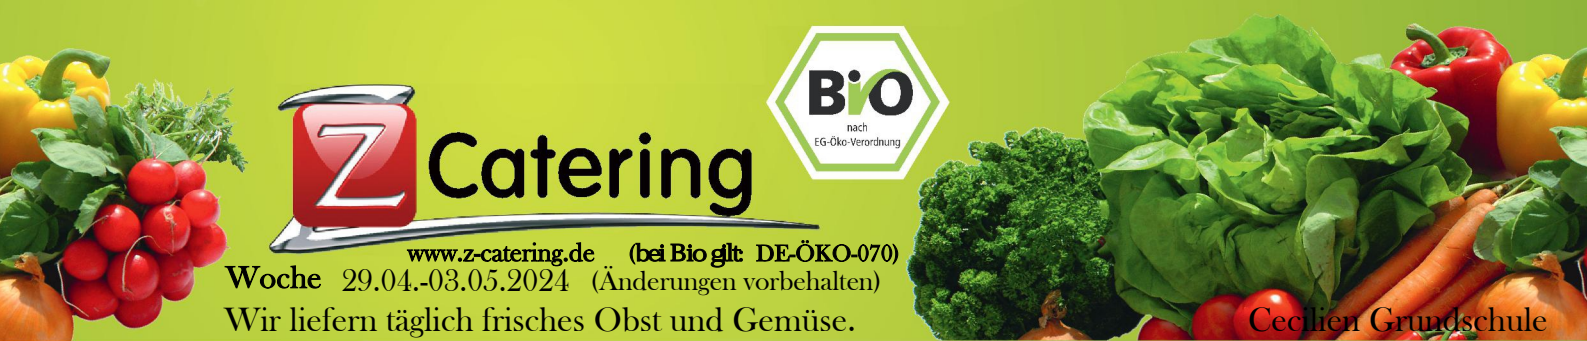 Z Catering
BiO
nach
EG-Öko-Verordnung
www.z-catering.de (bei Bio gilt: DE-ÖKO-070)
Woche 29.04.-03.05.2024 (Änderungen vorbehalten)
Wir liefern täglich frisches Obst und Gemüse.
Cecilien Grundschule